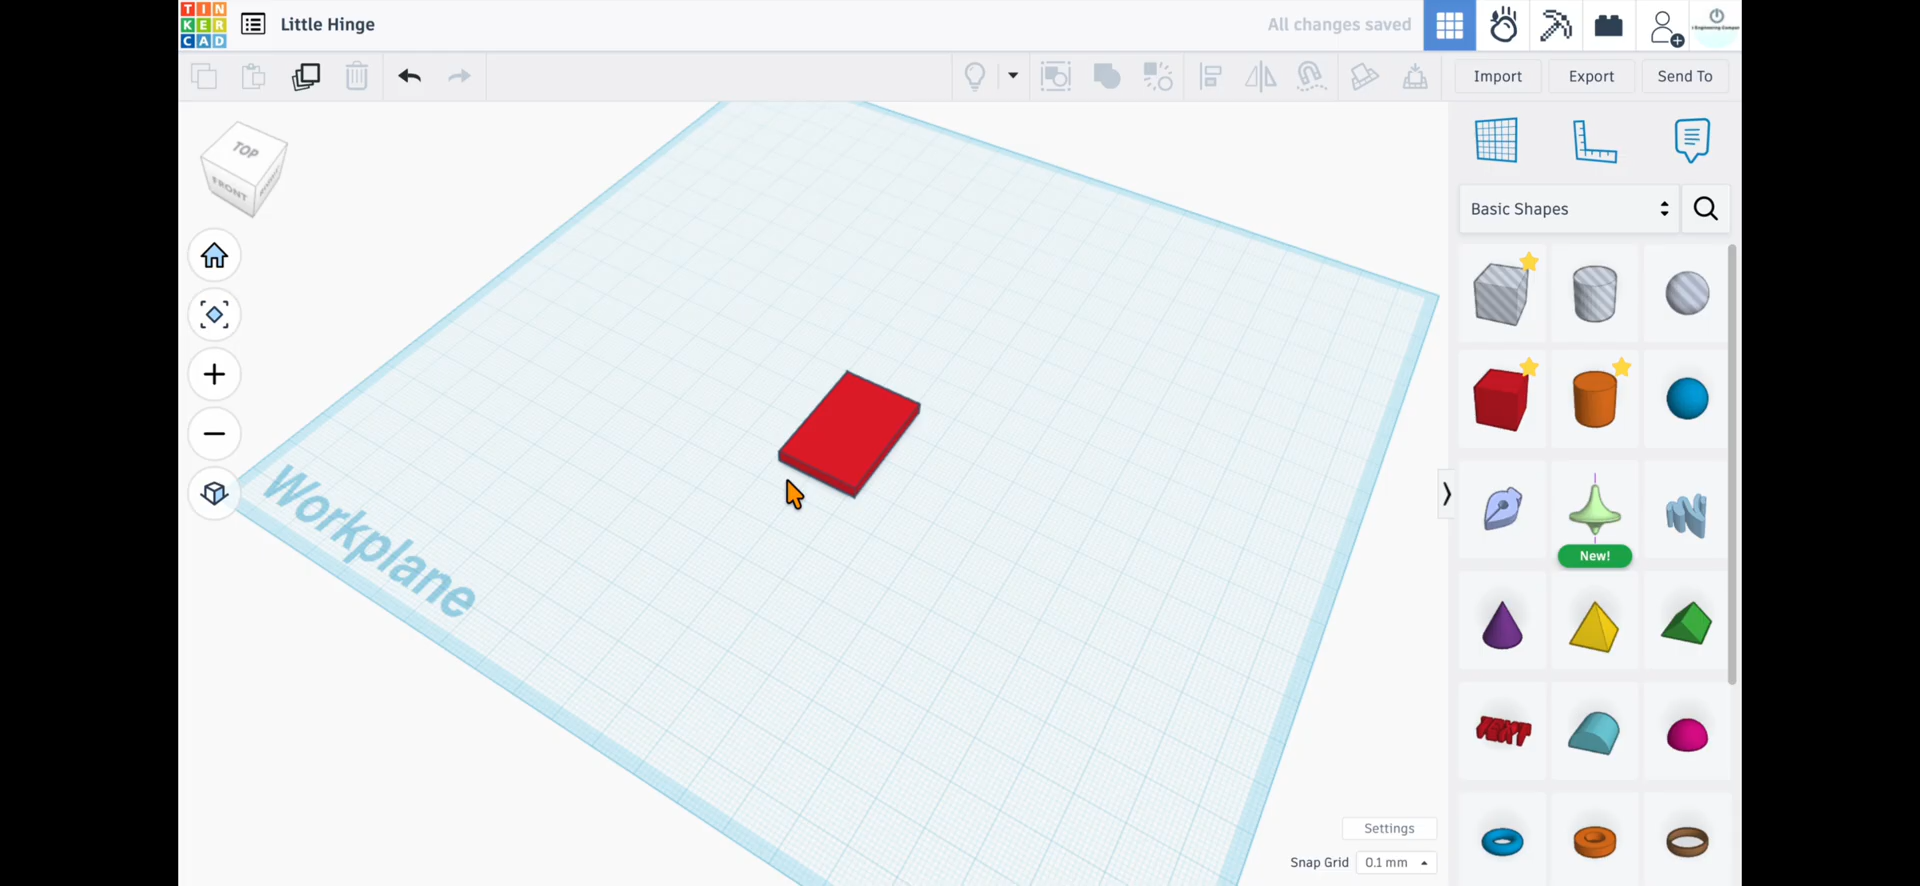 TIN
KER
CAD
Little Hinge
All changes saved
Import
Export
Send To
TOP
FRONT
Basic Shapes
Workplane
New!
TEXT
Settings
Snap Grid
0.1 mm